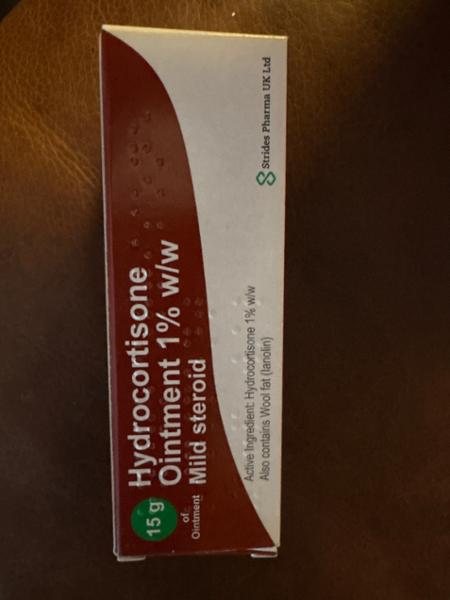 Hydrocortisone
Ointment 1% w/w
Mild steroid
15 g
of
Ointment
Strides Pharma UK Ltd
Active Ingredient: Hydrocortisone 1% w/w
Also contains Wool fat (lanolin)